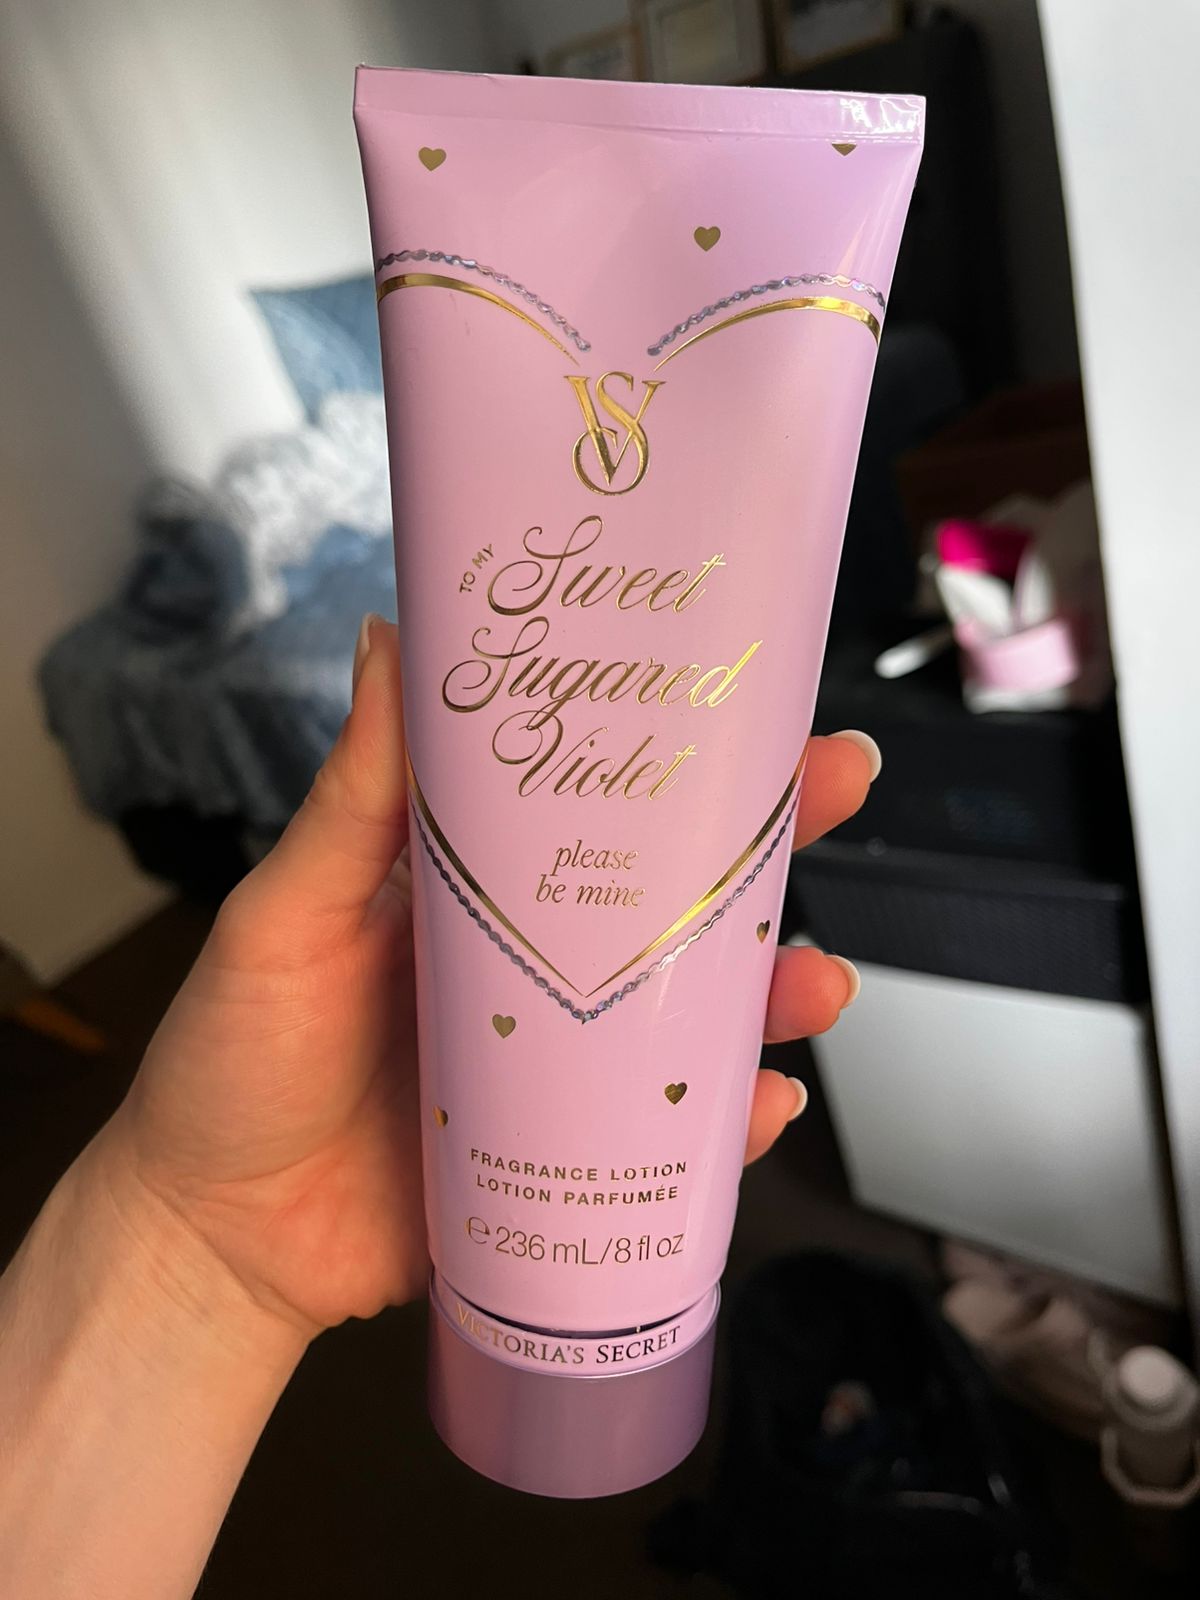 VS
TO MY Sweet
Sugared
Violet
please
be mine
FRAGRANCE LOTION
LOTION PARFUMÉE
℮ 236 mL/8 fl oz
VICTORIA'S SECRET